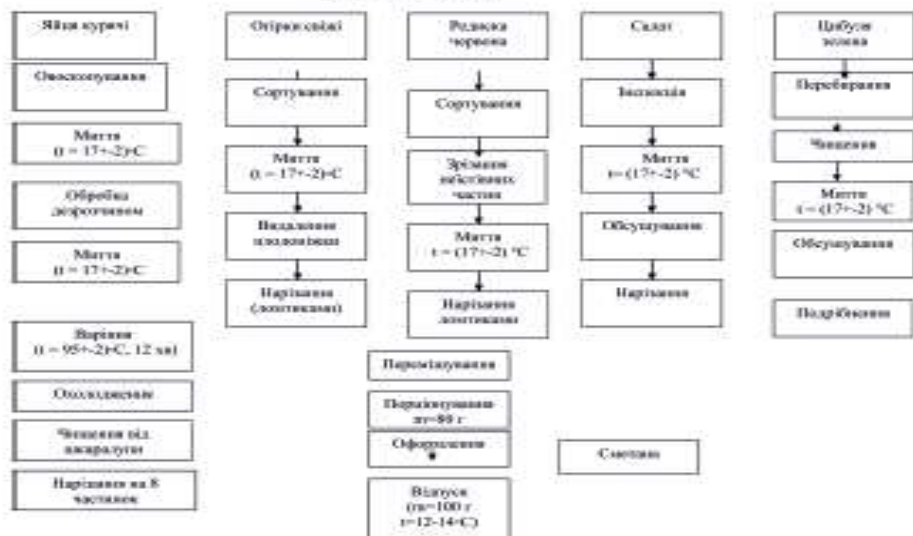 Яйця курячі
Овоскопування
Миття
(t = 17+-2)◦С
Обробка
дезрозчином
Миття
(t = 17+-2)◦С
Варіння
(t = 95+-2)◦С, 12 хв)
Охолодження
Чищення від
шкаралупи
Нарізання на 8
частинок
Огірки свіжі
Сортування
Миття
(t = 17+-2)◦С
Видалення
плодоніжки
Нарізання
(ломтиками)
Редиска
червона
Сортування
Зрізання
неїстівних
частин
Миття
t = (17+-2) °С
Нарізання
ломтиками
Салат
Інспекція
Миття
t= (17+-2) °С
Обсушування
Нарізання
Цибуля
зелена
Перебирання
Чищення
Миття
t = (17+-2) °С
Обсушування
Подрібнення
Перемішування
Порціонування
m=80 г
Оформлення
Відпуск
(m=100 г
t=12-14◦С)
Сметана